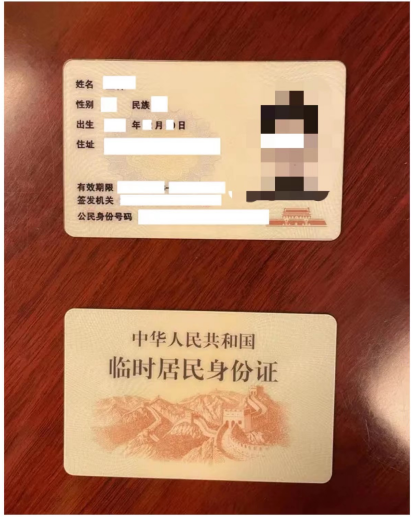 姓名
性别 民族
出生 年 月 日
住址
有效期限 -
签发机关
公民身份号码
中华人民共和国
临时居民身份证